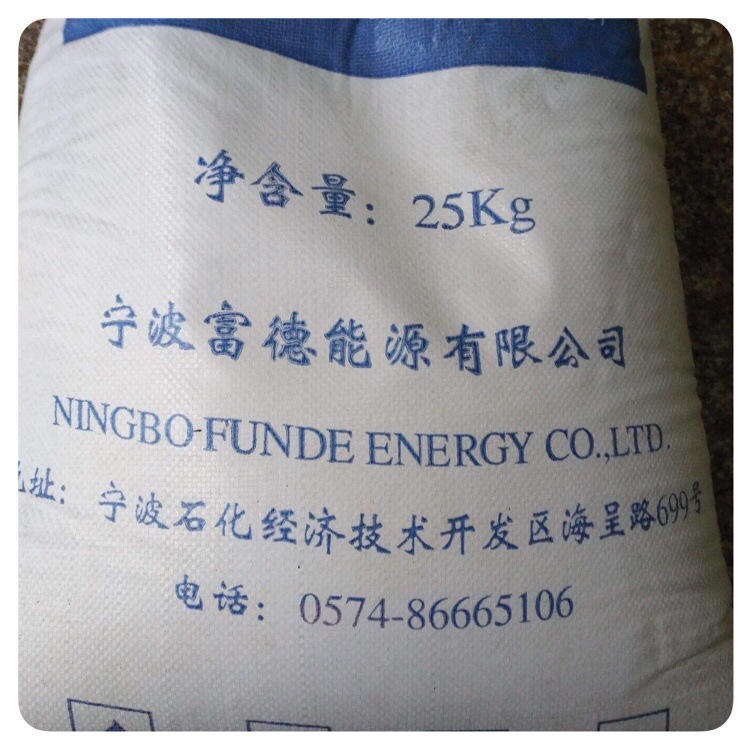 净含量：25Kg
宁波富德能源有限公司
NINGBO FUNDE ENERGY CO.,LTD.
地址：宁波石化经济技术开发区海呈路699号
电话：0574-86665106